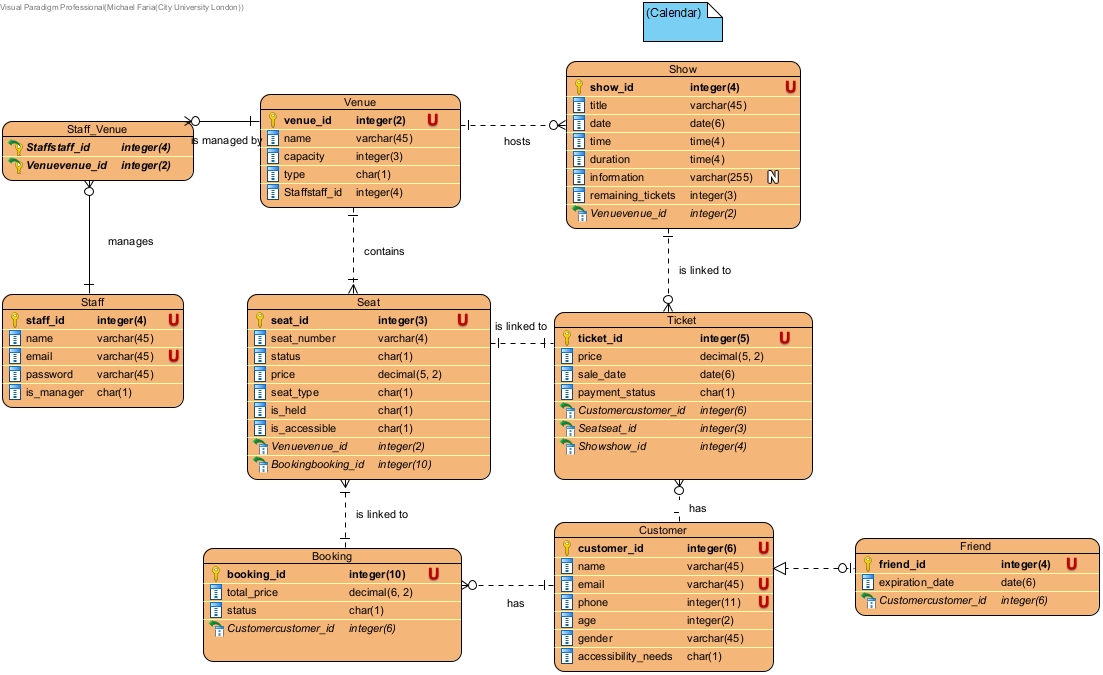 Visual Paradigm Professional(Michael Faria(City University London))
(Calendar)
Show
show_id integer(4) U
title varchar(45)
date date(6)
time time(4)
duration time(4)
information varchar(255) N
remaining_tickets integer(3)
Venuevenue_id integer(2)
Venue
venue_id integer(2) U
name varchar(45)
capacity integer(3)
type char(1)
Staffstaff_id integer(4)
Staff_Venue
Staffstaff_id integer(4)
Venuevenue_id integer(2)
is managed by
hosts
manages
contains
is linked to
Staff
staff_id integer(4) U
name varchar(45)
email varchar(45) U
password varchar(45)
is_manager char(1)
Seat
seat_id integer(3) U
seat_number varchar(4)
status char(1)
price decimal(5, 2)
seat_type char(1)
is_held char(1)
is_accessible char(1)
Venuevenue_id integer(2)
Bookingbooking_id integer(10)
is linked to
Ticket
ticket_id integer(5) U
price decimal(5, 2)
sale_date date(6)
payment_status char(1)
Customercustomer_id integer(6)
Seatseat_id integer(3)
Showshow_id integer(4)
is linked to
has
Booking
booking_id integer(10) U
total_price decimal(6, 2)
status char(1)
Customercustomer_id integer(6)
has
Customer
customer_id integer(6) U
name varchar(45)
email varchar(45) U
phone integer(11) U
age integer(2)
gender varchar(45)
accessibility_needs char(1)
Friend
friend_id integer(4) U
expiration_date date(6)
Customercustomer_id integer(6)